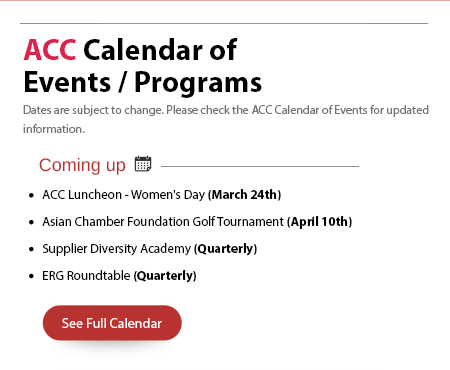 ACC Calendar of
Events / Programs
Dates are subject to change. Please check the ACC Calendar of Events for updated
information.
Coming up
• ACC Luncheon - Women's Day (March 24th)
• Asian Chamber Foundation Golf Tournament (April 10th)
• Supplier Diversity Academy (Quarterly)
• ERG Roundtable (Quarterly)
See Full Calendar